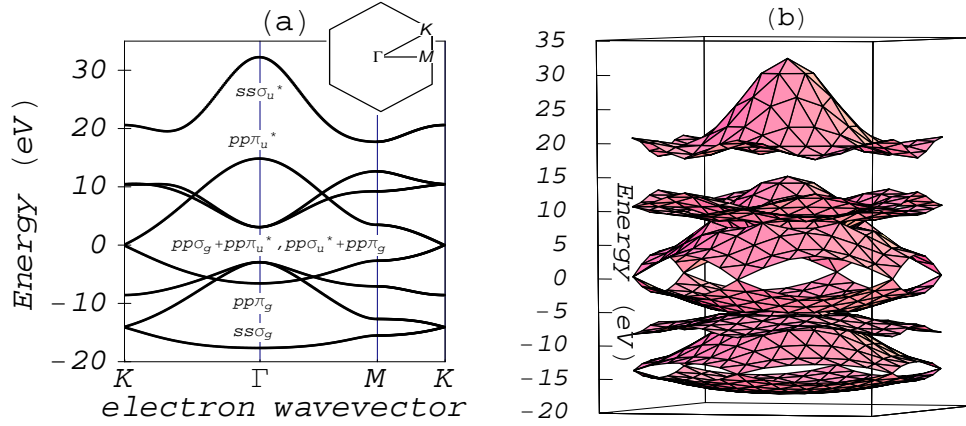 (a)
K
Γ
M
30
20
10
0
-10
-20
Energy (eV)
ssσu*
ppπu*
ppσg+ppπu*,ppσu*+ppπg
ppπg
ssσg
K Γ M K
electron wavevector
(b)
35
30
25
20
15
10
5
0
-5
-10
-15
-20
Energy (eV)